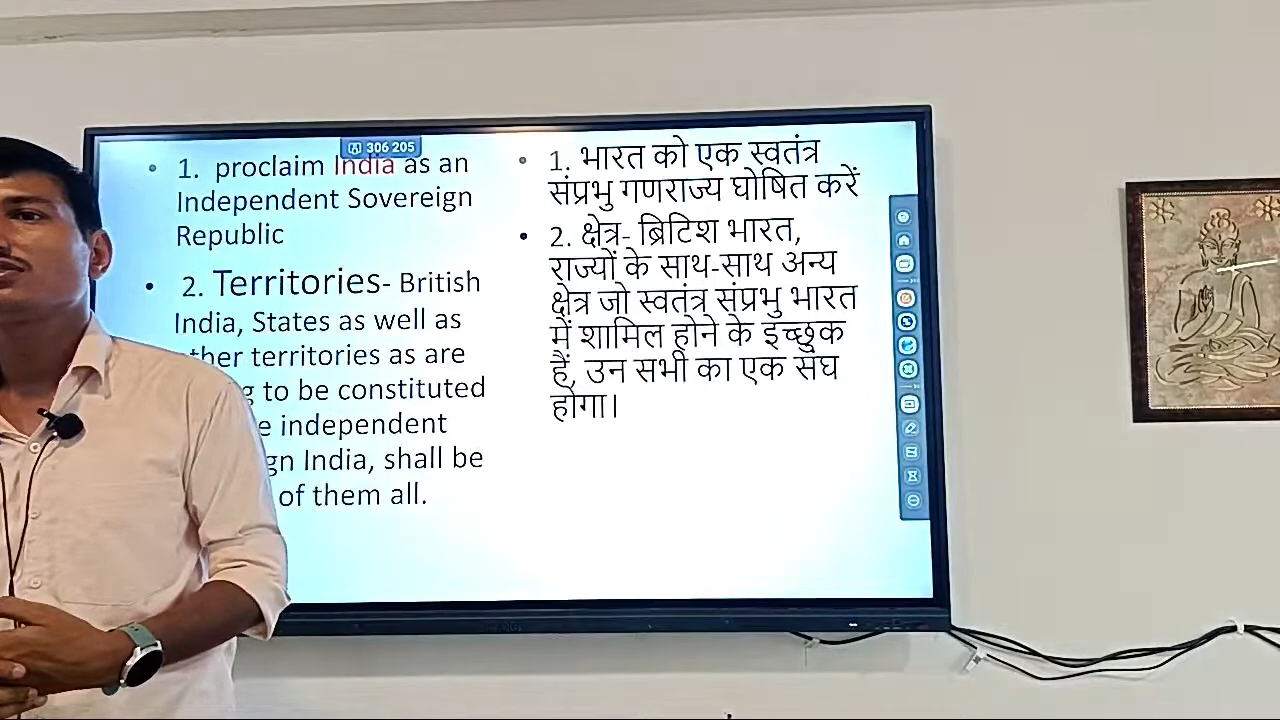 306 205
1. proclaim India as an
Independent Sovereign
Republic
2. Territories- British
India, States as well as
territories as are
to be constituted
independent
India, shall be
of them all.
1. भारत को एक स्वतंत्र
संप्रभु गणराज्य घोषित करें
2. क्षेत्र- ब्रिटिश भारत,
राज्यों के साथ-साथ अन्य
क्षेत्र जो स्वतंत्र संप्रभु भारत
में शामिल होने के इच्छुक
हैं, उन सभी का एक संघ
होगा।